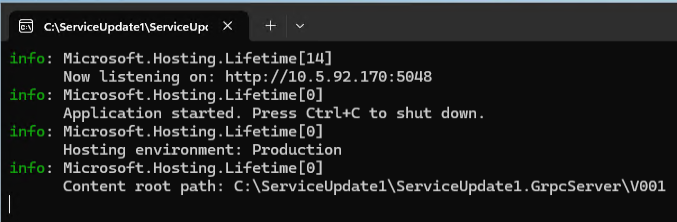 C:\ServiceUpdate1\ServiceUpd
info: Microsoft.Hosting.Lifetime[14]
Now listening on: http://10.5.92.170:5048
info: Microsoft.Hosting.Lifetime[0]
Application started. Press Ctrl+C to shut down.
info: Microsoft.Hosting.Lifetime[0]
Hosting environment: Production
info: Microsoft.Hosting.Lifetime[0]
Content root path: C:\ServiceUpdate1\ServiceUpdate1.GrpcServer\V001